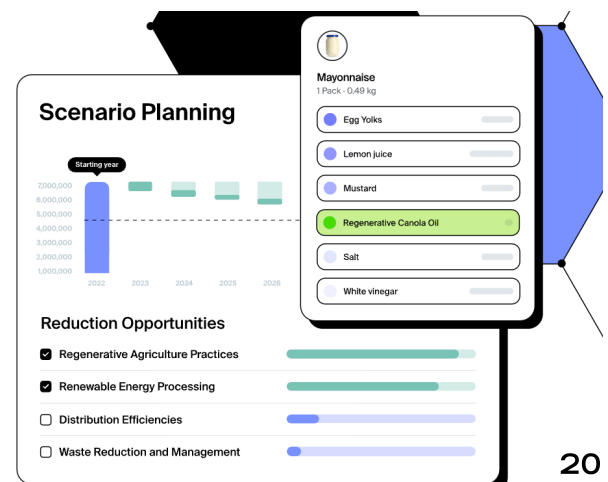 Scenario Planning
Starting year
7,000,000
6,000,000
5,000,000
4,000,000
3,000,000
2,000,000
1,000,000
2022 2023 2024 2025 2026
Reduction Opportunities
Regenerative Agriculture Practices
Renewable Energy Processing
Distribution Efficiencies
Waste Reduction and Management
Mayonnaise
1 Pack - 0.49 kg
Egg Yolks
Lemon juice
Mustard
Regenerative Canola Oil
Salt
White vinegar
20